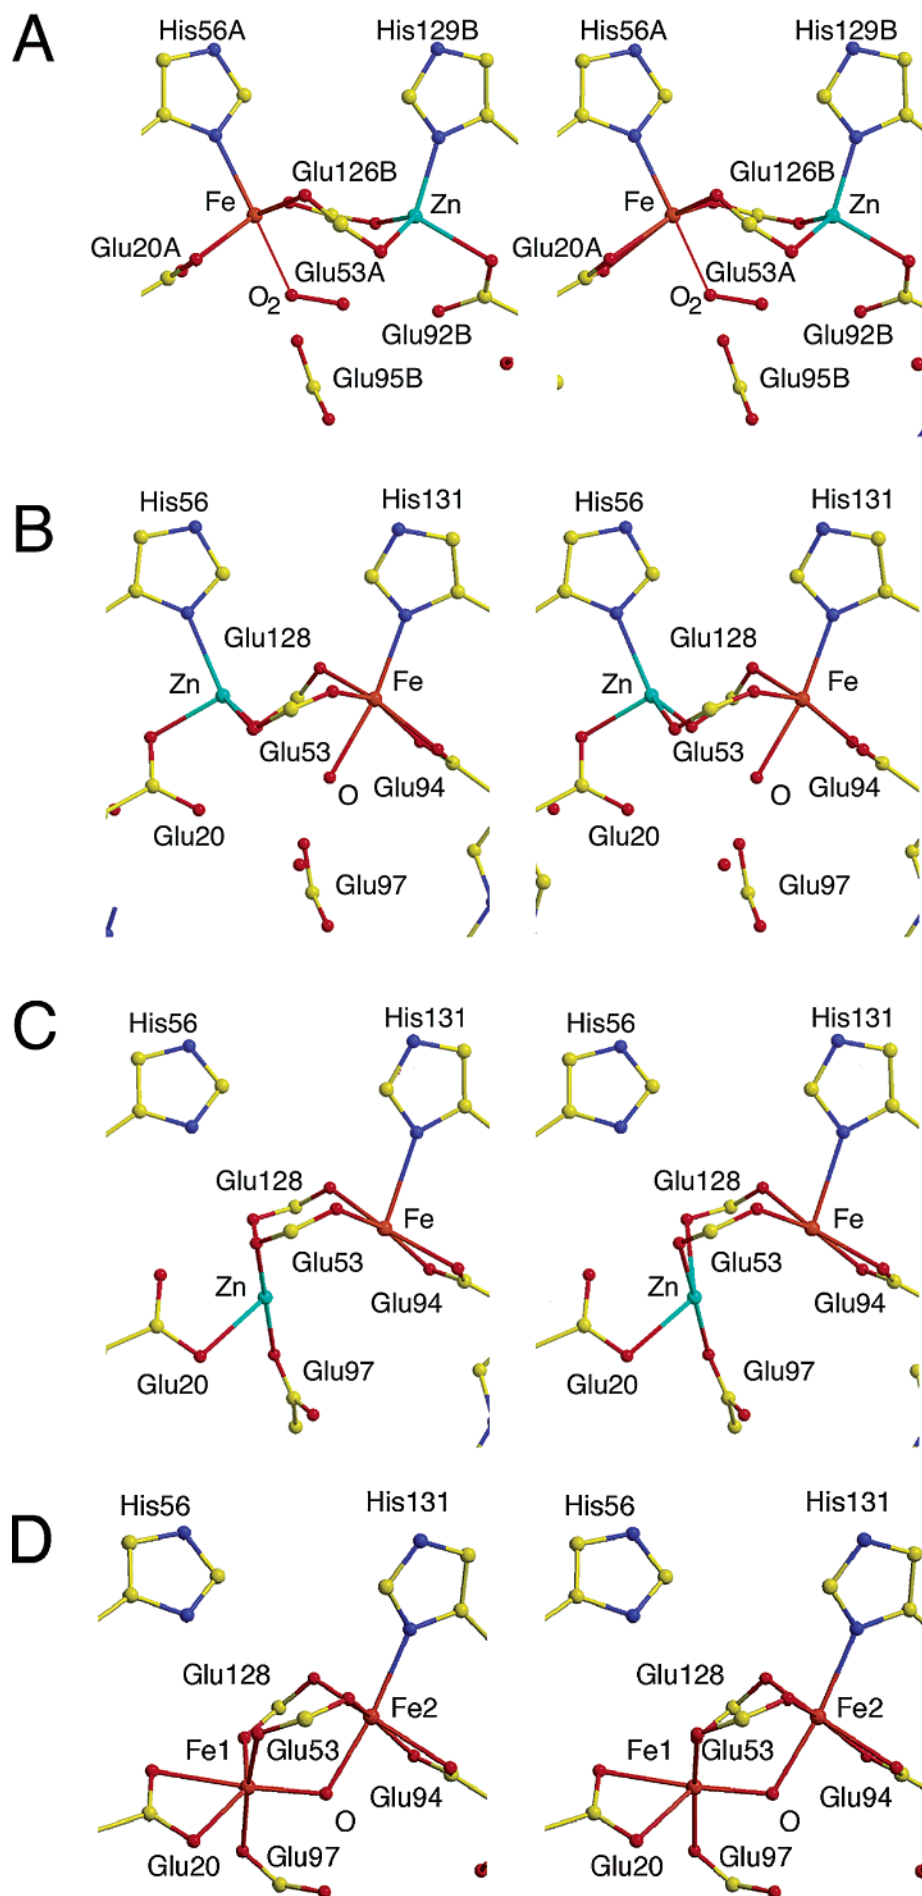 A
His56A His129B His56A His129B
Glu126B Glu126B
Fe Zn Fe Zn
Glu20A Glu20A
Glu53A Glu53A
O2 O2
Glu92B Glu92B
Glu95B Glu95B
B
His56 His131 His56 His131
Glu128 Glu128
Zn Fe Zn Fe
Glu53 Glu53
Glu94 Glu94
O O
Glu20 Glu20
Glu97 Glu97
C
His56 His131 His56 His131
Glu128 Glu128
Fe Fe
Glu53 Glu53
Zn Zn
Glu94 Glu94
Glu97 Glu97
Glu20 Glu20
D
His56 His131 His56 His131
Glu128 Glu128
Fe2 Fe2
Fe1 Glu53 Fe1 Glu53
Glu94 Glu94
O O
Glu20 Glu97 Glu20 Glu97